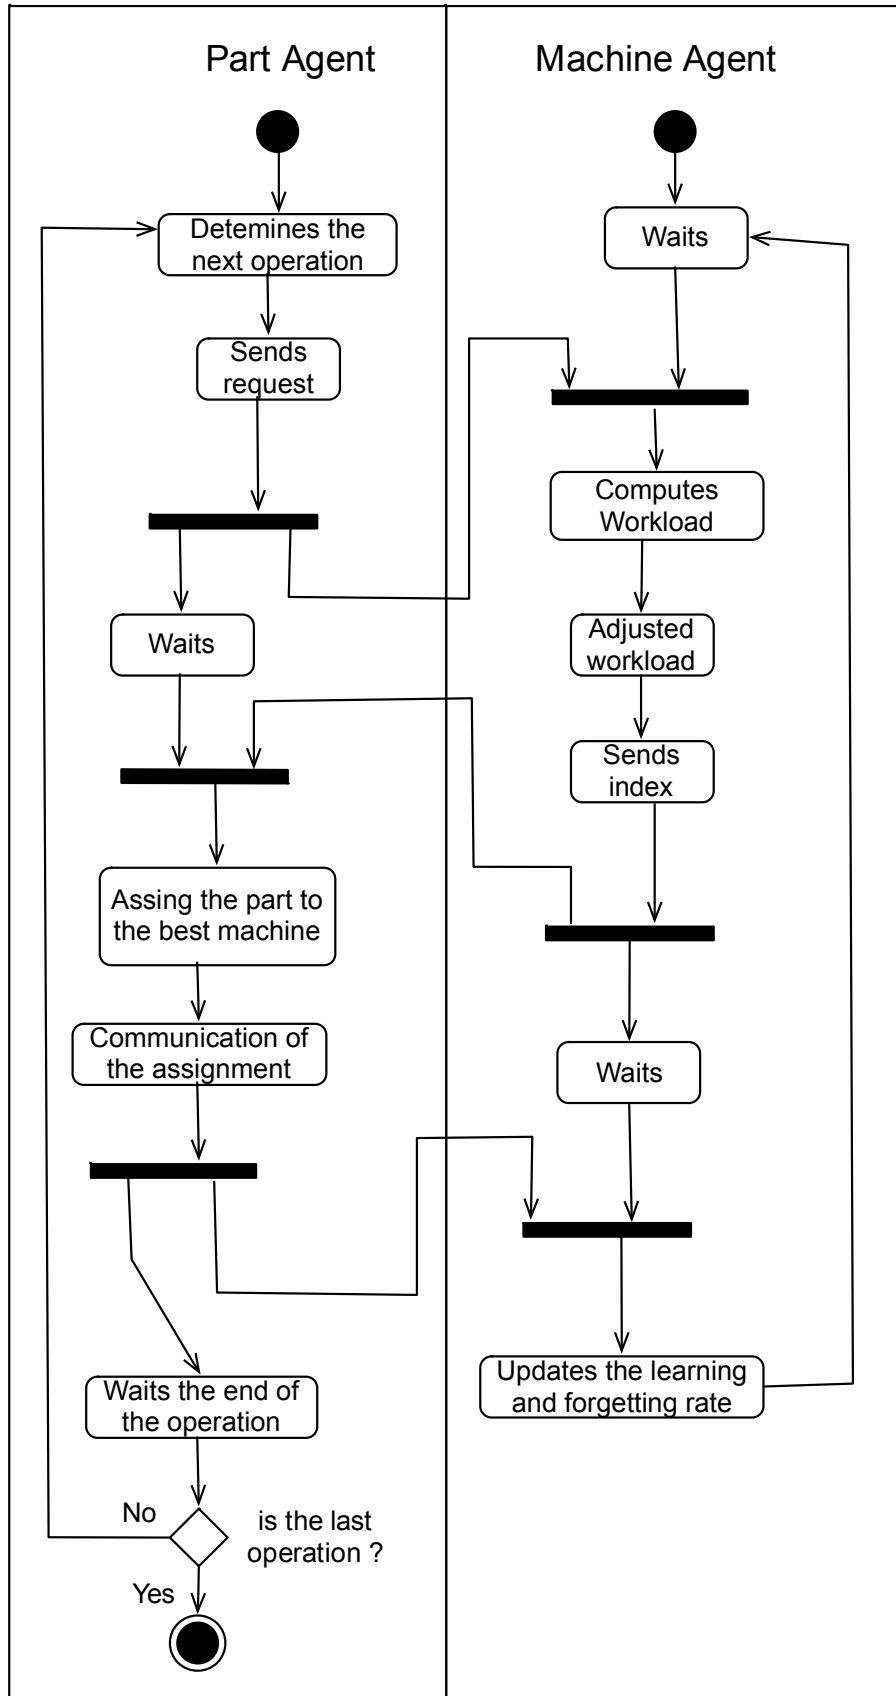 Part Agent
Detemines the
next operation
Sends
request
Waits
Assing the part to
the best machine
Communication of
the assignment
Waits the end of
the operation
No
is the last
operation ?
Yes
Machine Agent
Waits
Computes
Workload
Adjusted
workload
Sends
index
Waits
Updates the learning
and forgetting rate